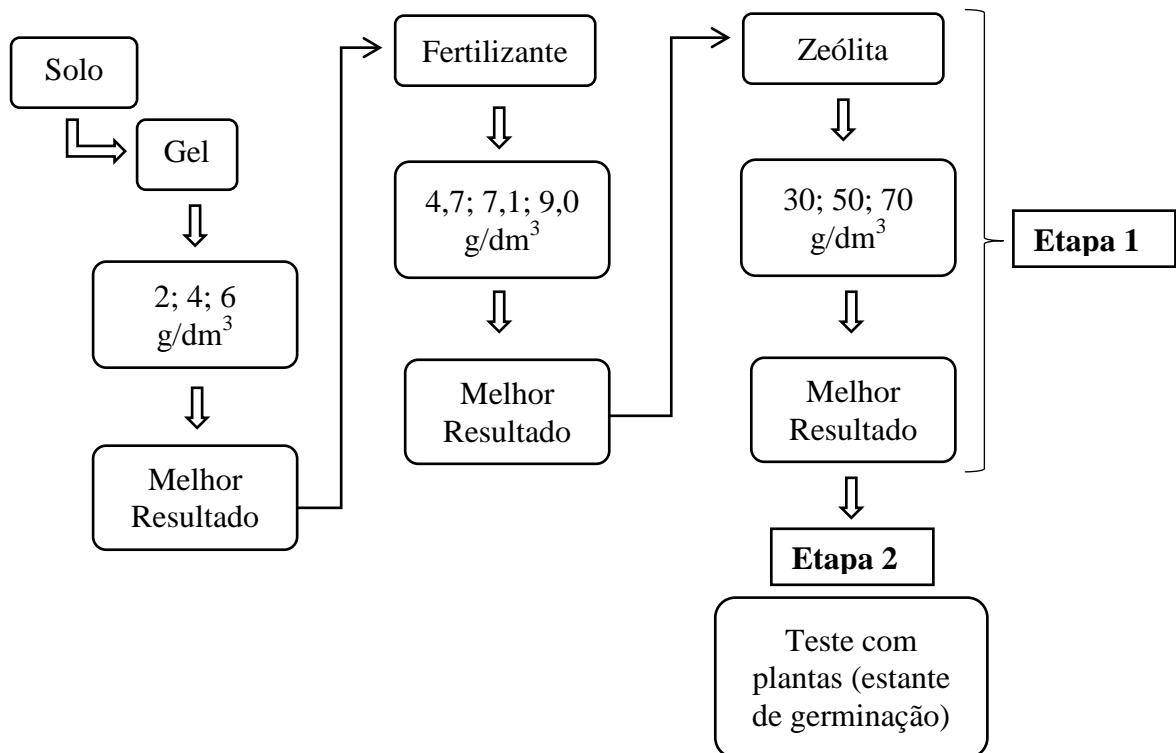 Solo
Gel
2; 4; 6
g/dm³
Melhor
Resultado
Fertilizante
4,7; 7,1; 9,0
g/dm³
Melhor
Resultado
Zeólita
30; 50; 70
g/dm³
Melhor
Resultado
Etapa 1
Etapa 2
Teste com
plantas (estante
de germinação)